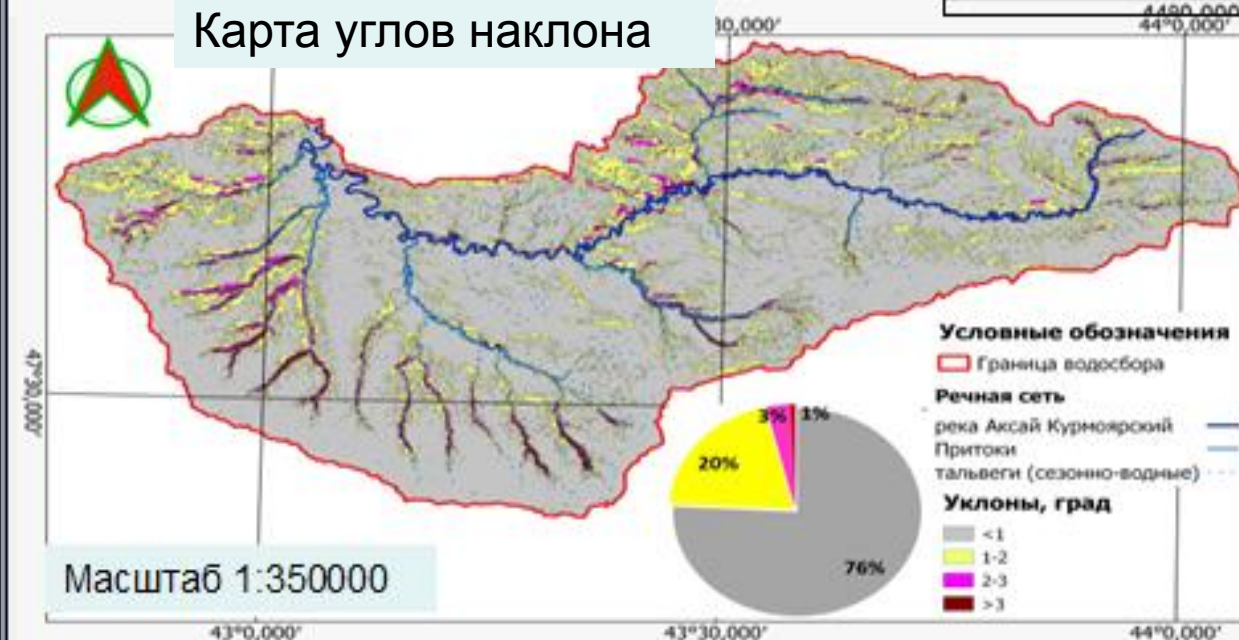 4490,000
Карта углов наклона
30,000'
44°0,000'
47°30,000'
Условные обозначения
Граница водосбора
Речная сеть
река Аксай Курмоярский
Притоки
тальвеги (сезонно-водные)
Уклоны, град
<1
1-2
2-3
>3
3%
1%
20%
76%
Масштаб 1:350000
43°0,000'
43°30,000'
44°0,000'